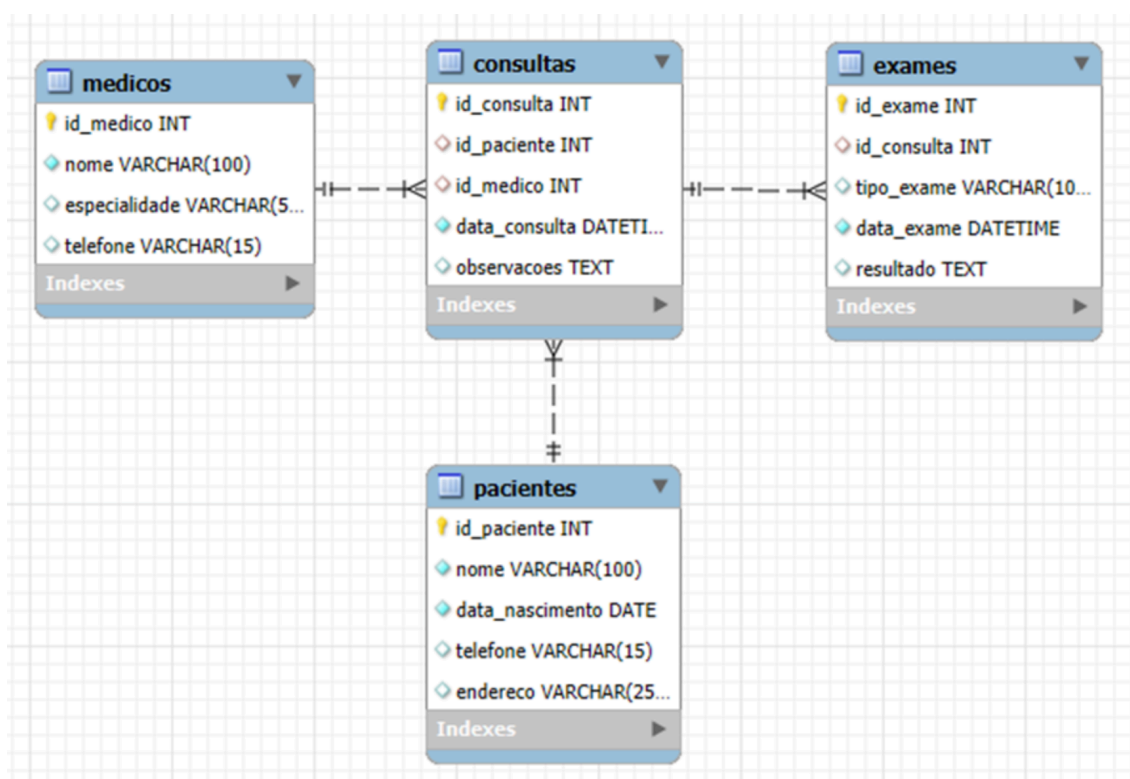 medicos
id_medico INT
nome VARCHAR(100)
especialidade VARCHAR(5...
telefone VARCHAR(15)
Indexes
consultas
id_consulta INT
id_paciente INT
id_medico INT
data_consulta DATETI...
observacoes TEXT
Indexes
exames
id_exame INT
id_consulta INT
tipo_exame VARCHAR(10...
data_exame DATETIME
resultado TEXT
Indexes
pacientes
id_paciente INT
nome VARCHAR(100)
data_nascimento DATE
telefone VARCHAR(15)
endereco VARCHAR(25...
Indexes